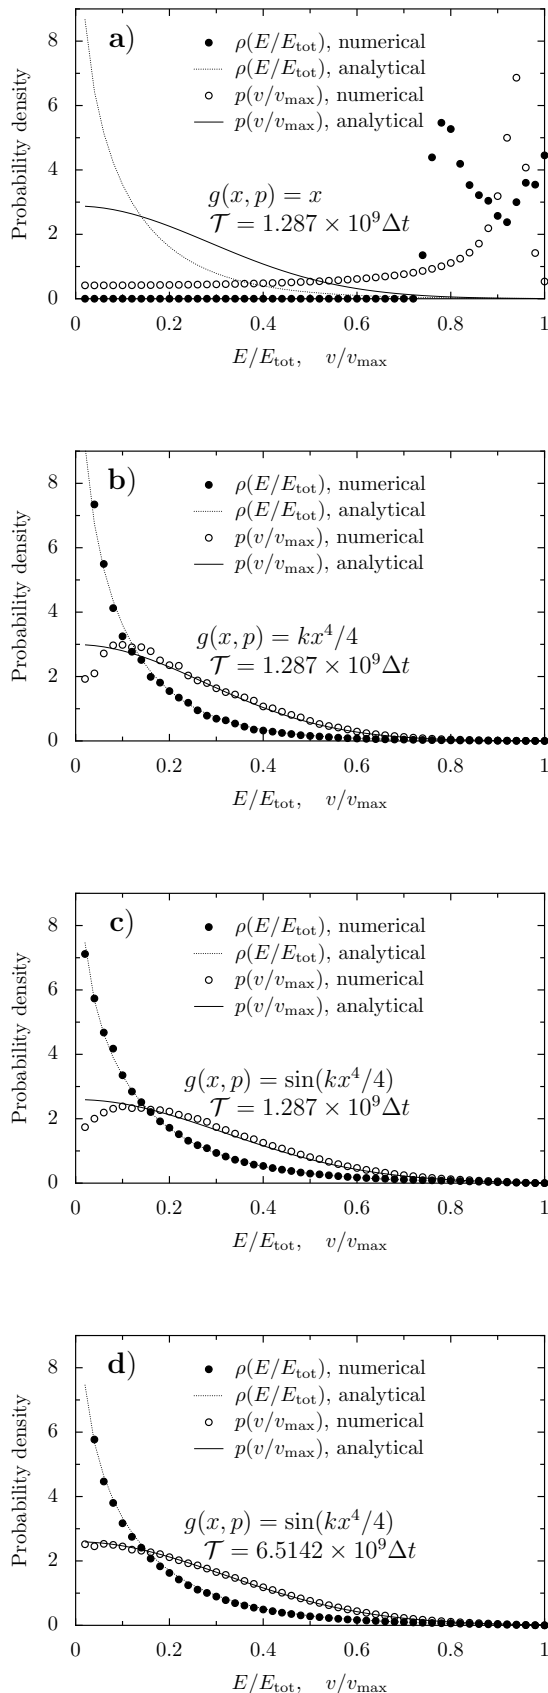 a)
ρ(E/E_tot), numerical
ρ(E/E_tot), analytical
p(v/v_max), numerical
p(v/v_max), analytical
g(x, p) = x
𝒯 = 1.287 × 10^9Δt
Probability density
8
6
4
2
0
0 0.2 0.4 0.6 0.8 1
E/E_tot, v/v_max
b)
ρ(E/E_tot), numerical
ρ(E/E_tot), analytical
p(v/v_max), numerical
p(v/v_max), analytical
g(x, p) = kx^4/4
𝒯 = 1.287 × 10^9Δt
Probability density
8
6
4
2
0
0 0.2 0.4 0.6 0.8 1
E/E_tot, v/v_max
c)
ρ(E/E_tot), numerical
ρ(E/E_tot), analytical
p(v/v_max), numerical
p(v/v_max), analytical
g(x, p) = sin(kx^4/4)
𝒯 = 1.287 × 10^9Δt
Probability density
8
6
4
2
0
0 0.2 0.4 0.6 0.8 1
E/E_tot, v/v_max
d)
ρ(E/E_tot), numerical
ρ(E/E_tot), analytical
p(v/v_max), numerical
p(v/v_max), analytical
g(x, p) = sin(kx^4/4)
𝒯 = 6.5142 × 10^9Δt
Probability density
8
6
4
2
0
0 0.2 0.4 0.6 0.8 1
E/E_tot, v/v_max